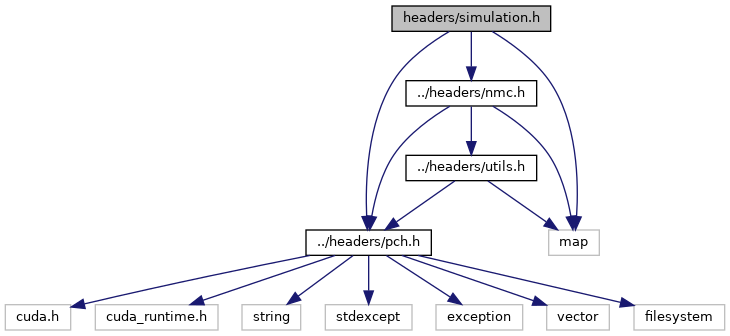 headers/simulation.h
../headers/nmc.h
../headers/utils.h
../headers/pch.h
map
cuda.h
cuda_runtime.h
string
stdexcept
exception
vector
filesystem